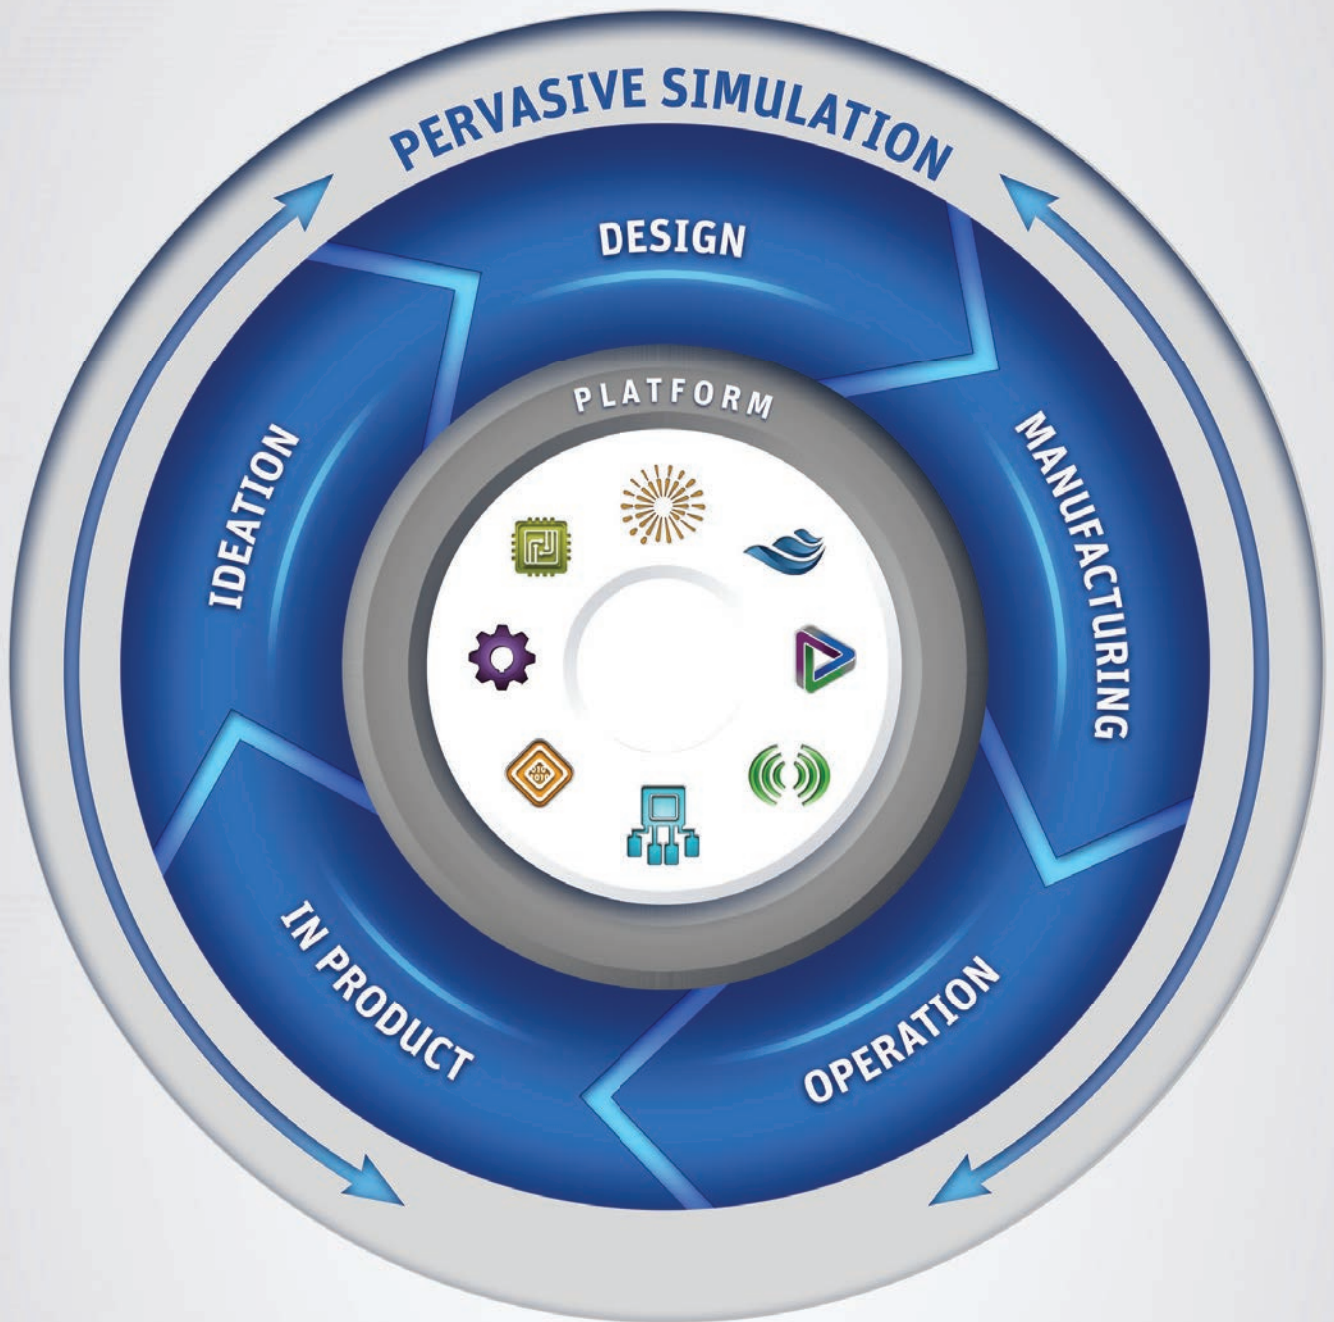 PERVASIVE SIMULATION
DESIGN
MANUFACTURING
OPERATION
IN PRODUCT
IDEATION
PLATFORM